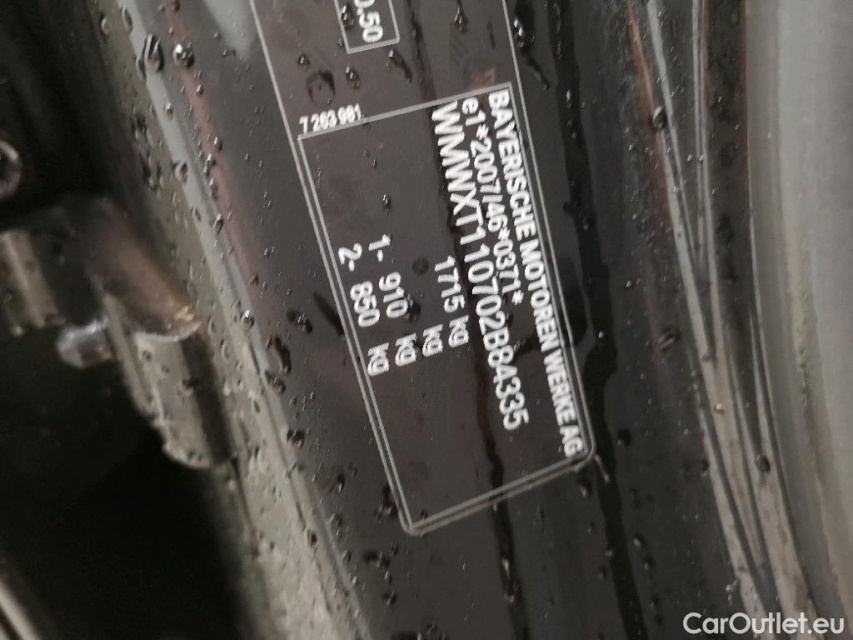 0.50
7 263 981
BAYERISCHE MOTOREN WERKE AG
e1*2007/46*0371*
WMWXT110702B84335
1715 kg
1- 910 kg
2- 850 kg
CarOutlet.eu